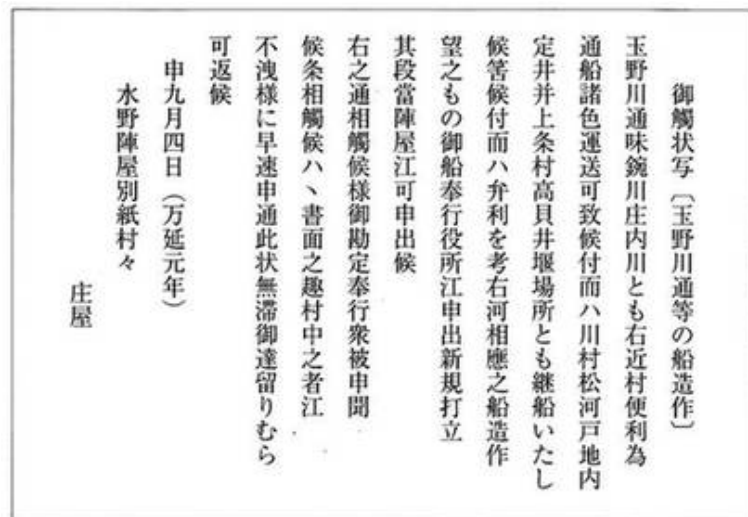 御觸状写〔玉野川通等の船造作〕
玉野川通味鋺川庄内川とも右近村便利為
通船諸色運送可致候付而ハ川村松河戸地内
定井并上条村高貝井堰場所とも継船いたし
候筈候付而ハ弁利を考右河相應之船造作
望之もの御船奉行役所江申出新規打立
其段當陣屋江可申出候
右之通相觸候様御勘定奉行衆被申聞
候条相觸候ハヽ書面之趣村中之者江
不洩様に早速申通此状無滞御達留りむら
可返候
申九月四日（万延元年）
水野陣屋別紙村々
庄屋